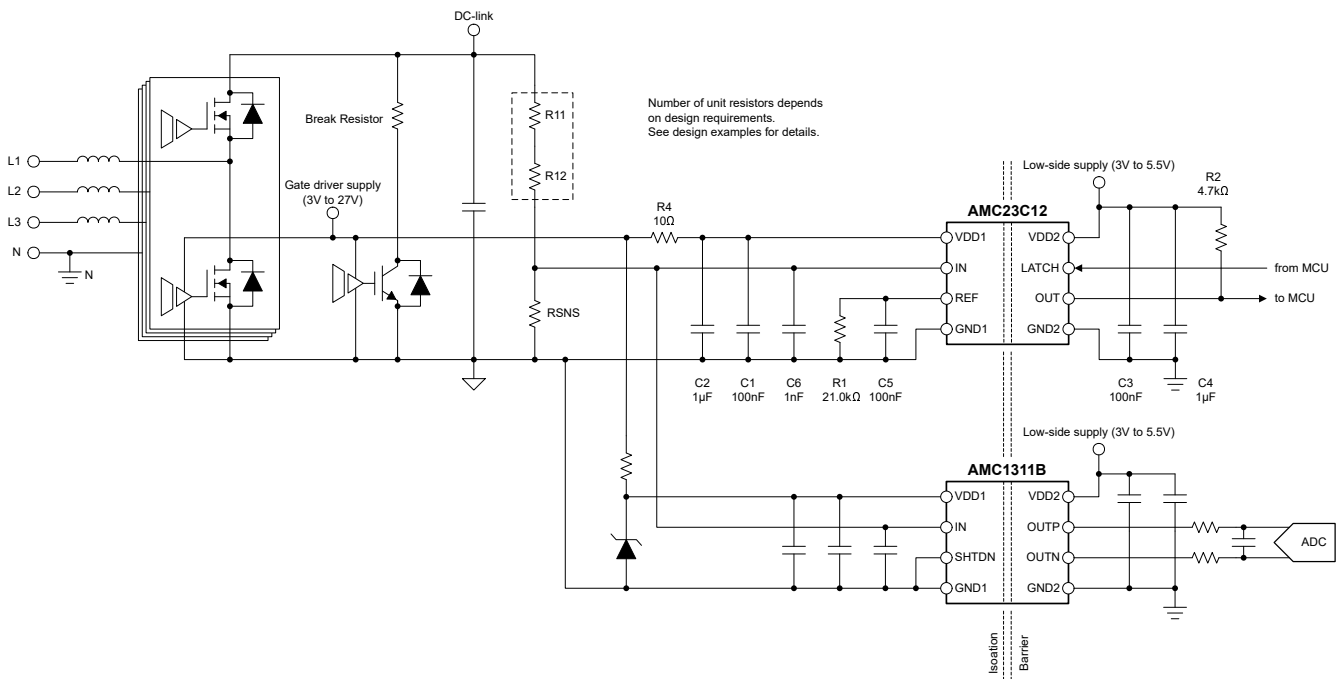 DC-link
Number of unit resistors depends
on design requirements.
See design examples for details.
Break Resistor
R11
R12
L1
L2
L3
N
N
Gate driver supply
(3V to 27V)
RSNS
R4
10Ω
Low-side supply (3V to 5.5V)
R2
4.7kΩ
AMC23C12
VDD1
IN
REF
GND1
VDD2
LATCH
OUT
GND2
from MCU
to MCU
C2
1µF
C1
100nF
C6
1nF
R1
21.0kΩ
C5
100nF
C3
100nF
C4
1µF
Low-side supply (3V to 5.5V)
AMC1311B
VDD1
IN
SHTDN
GND1
VDD2
OUTP
OUTN
GND2
ADC
Isoation
Barrier